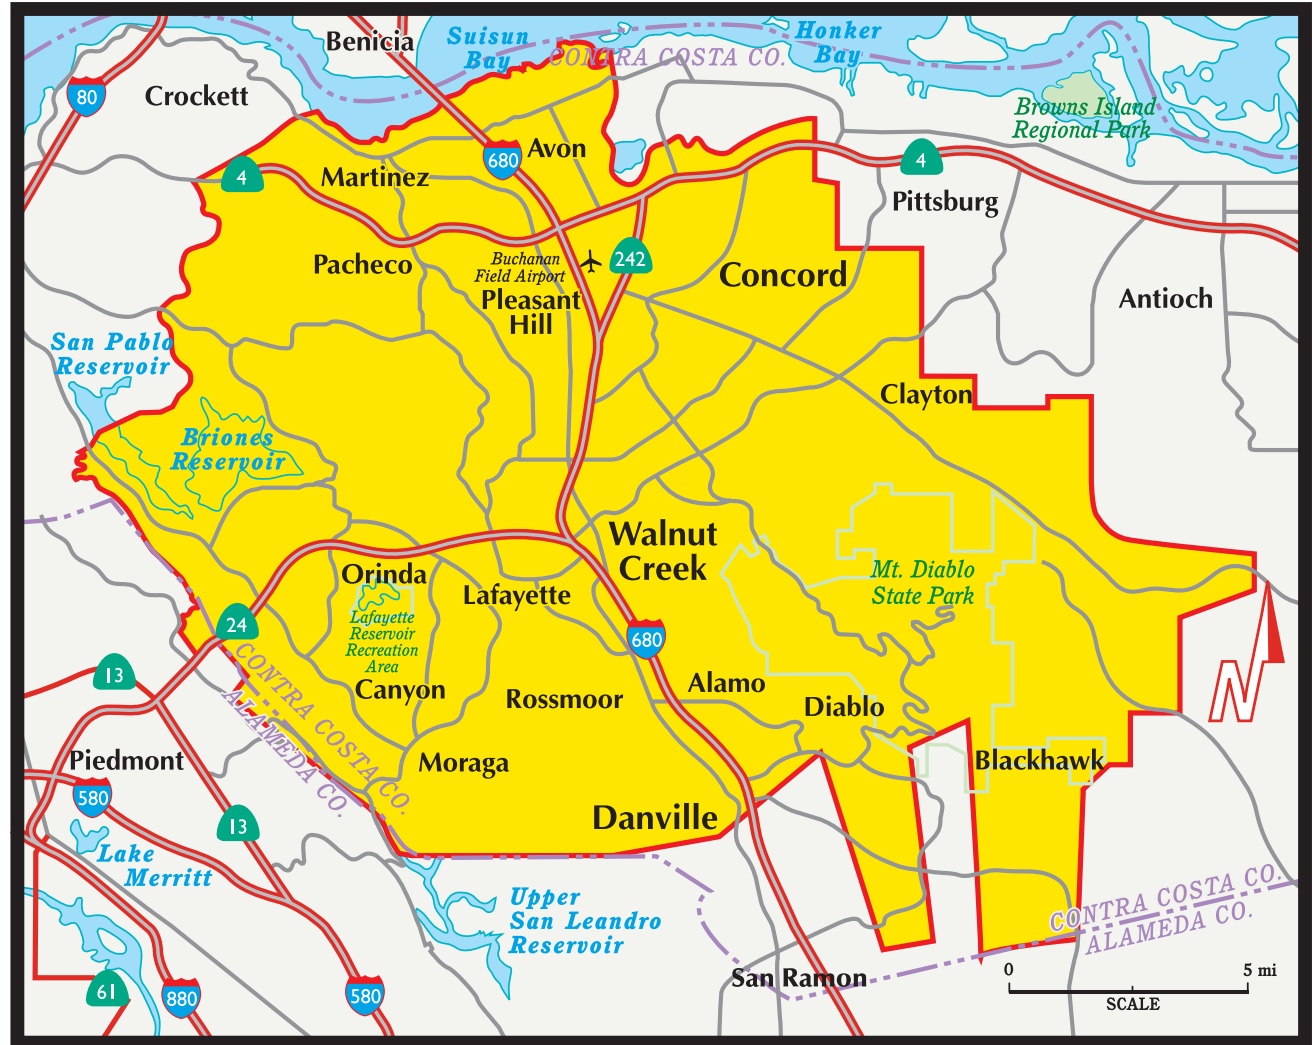 Benicia
Suisun
Bay
CONTRA COSTA CO.
Honker
Bay
80
Crockett
Browns Island
Regional Park
680
Avon
4
Martinez
4
Pittsburg
Pacheco
Buchanan
Field Airport
242
Concord
Pleasant
Hill
Antioch
San Pablo
Reservoir
Clayton
Briones
Reservoir
Walnut
Creek
Orinda
Lafayette
Mt. Diablo
State Park
Lafayette
Reservoir
Recreation
Area
24
680
CONTRA COSTA CO.
ALAMEDA CO.
13
Canyon
Rossmoor
Alamo
Diablo
N
Piedmont
Moraga
Blackhawk
580
13
Danville
Lake
Merritt
Upper
San Leandro
Reservoir
CONTRA COSTA CO.
ALAMEDA CO.
San Ramon
61
880
580
0
5 mi
SCALE